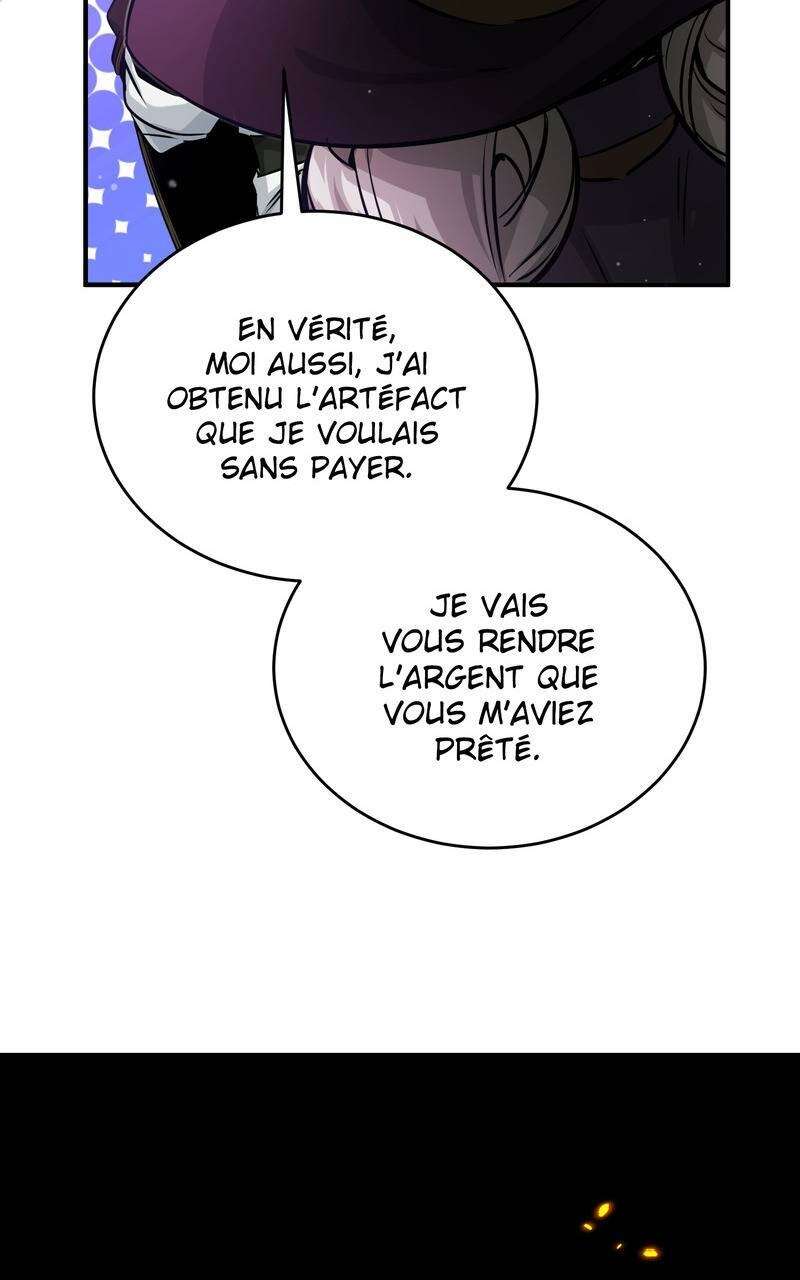 EN VÉRITÉ,
MOI AUSSI, J'AI
OBTENU L'ARTÉFACT
QUE JE VOULAIS
SANS PAYER.
JE VAIS
VOUS RENDRE
L'ARGENT QUE
VOUS M'AVIEZ
PRÊTÉ.